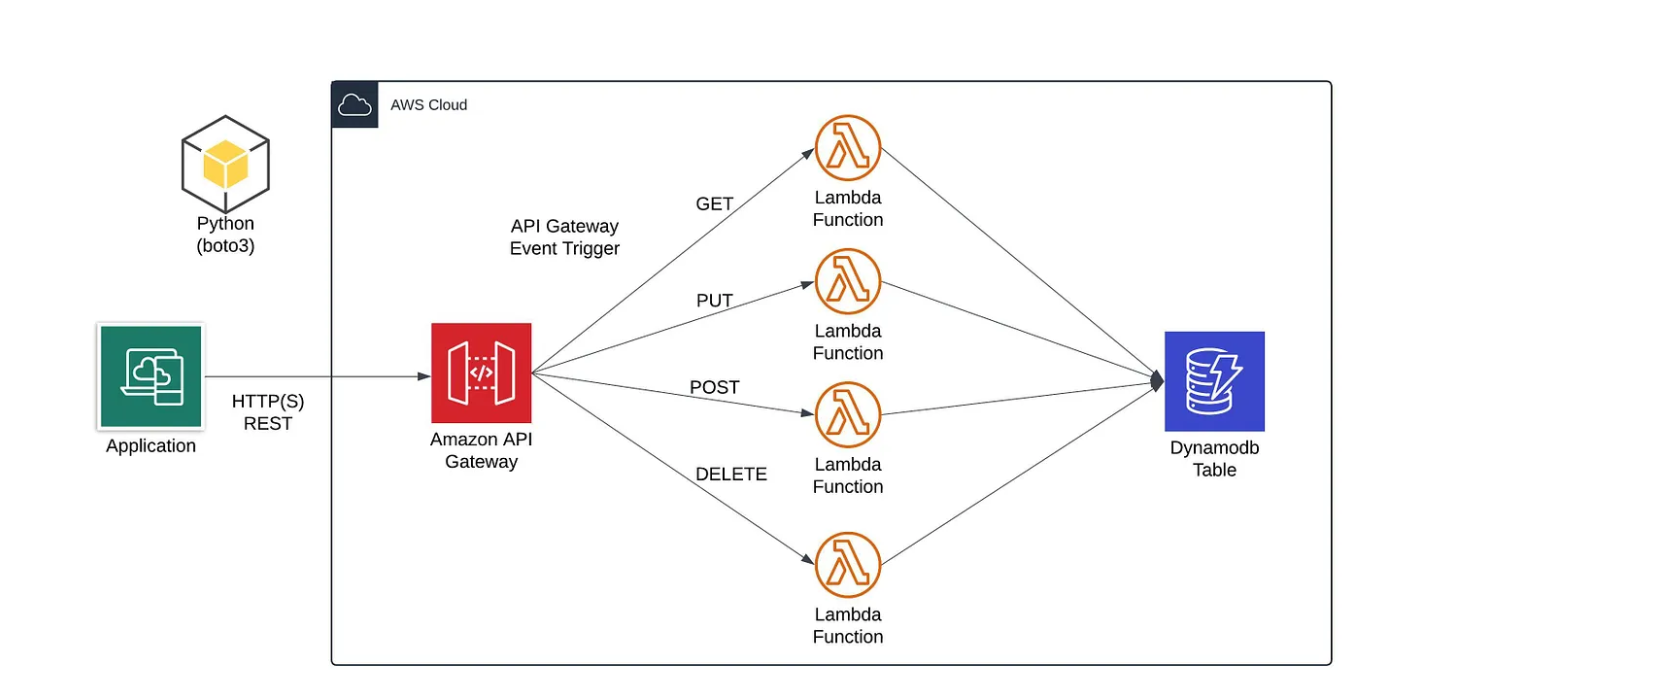 AWS Cloud
Python
(boto3)
API Gateway
Event Trigger
GET
PUT
POST
DELETE
Lambda
Function
Lambda
Function
Lambda
Function
Lambda
Function
Application
HTTP(S)
REST
Amazon API
Gateway
</>
Dynamodb
Table